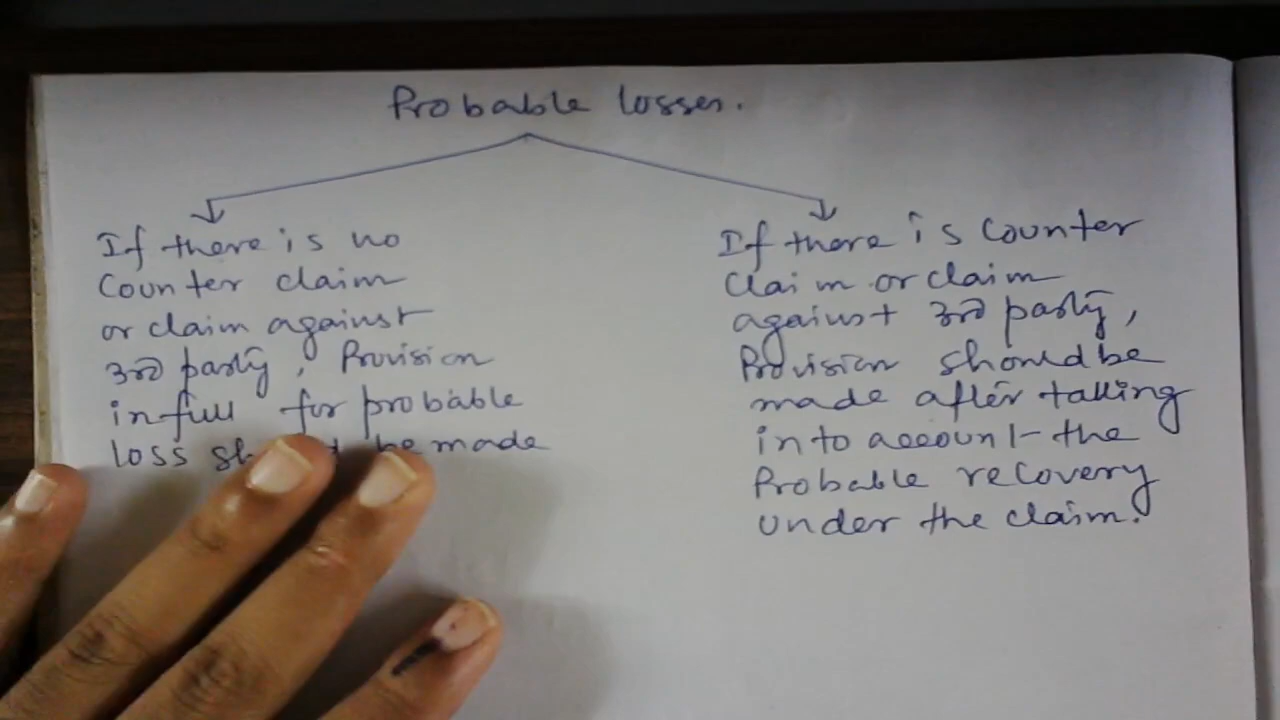 Probable losses.
If there is no
Counter claim
or claim against
3rd party, Provision
in full for probable
loss be made
If there is Counter
Claim or claim
against 3rd party,
Provision should be
made after taking
into account the
Probable recovery
under the claim.